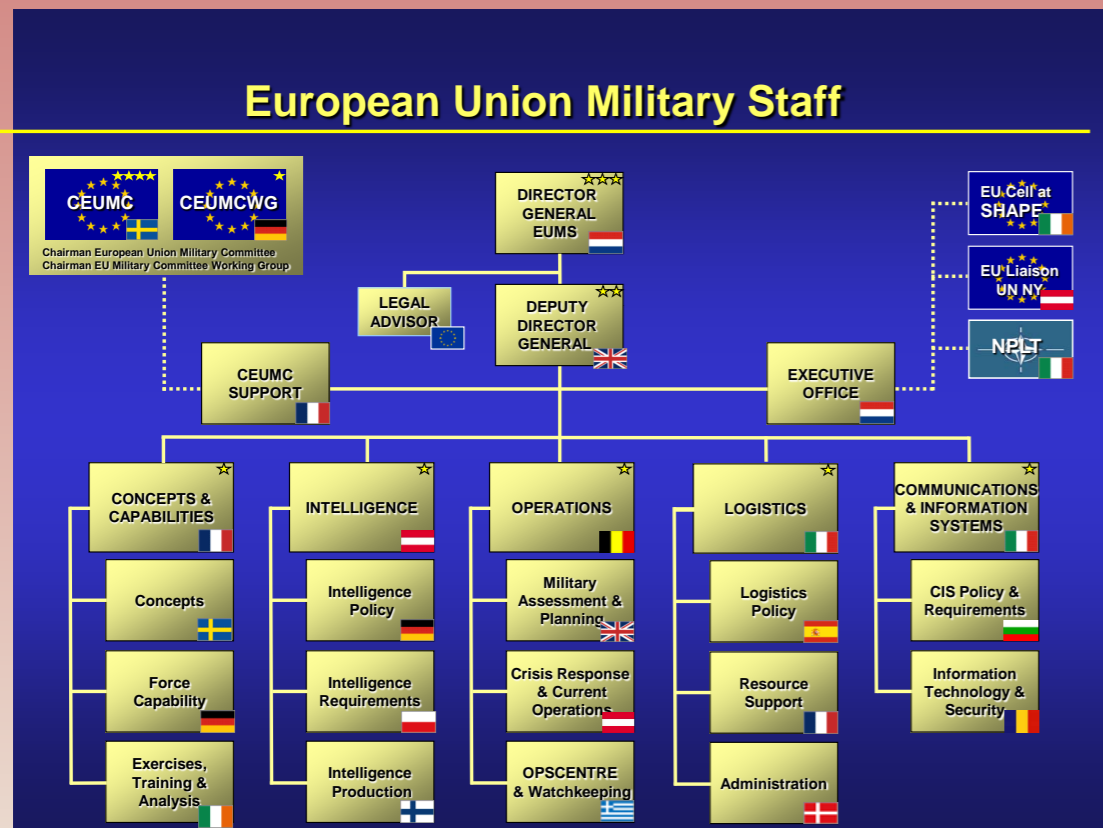 European Union Military Staff
CEUMC
CEUMCWG
Chairman European Union Military Committee
Chairman EU Military Committee Working Group
DIRECTOR
GENERAL
EUMS
EU Cell at
SHAPE
EU Liaison
UN NY
NPLT
LEGAL
ADVISOR
DEPUTY
DIRECTOR
GENERAL
CEUMC
SUPPORT
EXECUTIVE
OFFICE
CONCEPTS &
CAPABILITIES
INTELLIGENCE
OPERATIONS
LOGISTICS
COMMUNICATIONS
& INFORMATION
SYSTEMS
Concepts
Intelligence
Policy
Military
Assessment &
Planning
Logistics
Policy
CIS Policy &
Requirements
Force
Capability
Intelligence
Requirements
Crisis Response
& Current
Operations
Resource
Support
Information
Technology &
Security
Exercises,
Training &
Analysis
Intelligence
Production
OPSCENTRE
& Watchkeeping
Administration